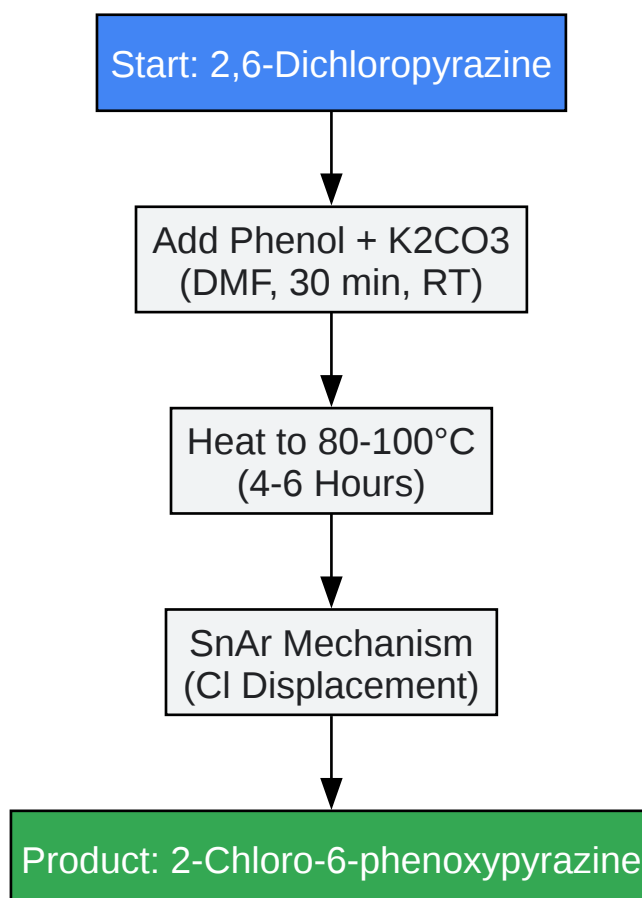 Start: 2,6-Dichloropyrazine
Add Phenol + K2CO3
(DMF, 30 min, RT)
Heat to 80-100°C
(4-6 Hours)
SnAr Mechanism
(Cl Displacement)
Product: 2-Chloro-6-phenoxypyrazine